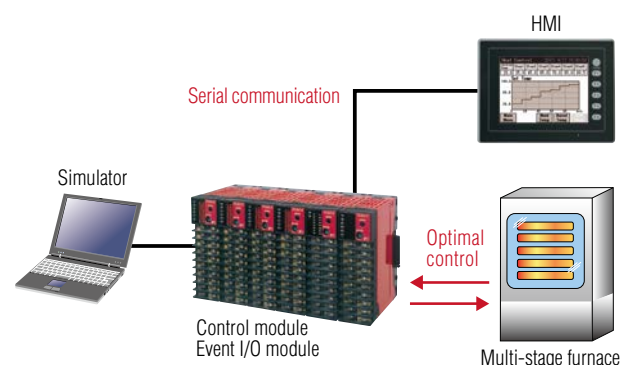 HMI
Serial communication
Simulator
Optimal
control
Control module
Event I/O module
Multi-stage furnace